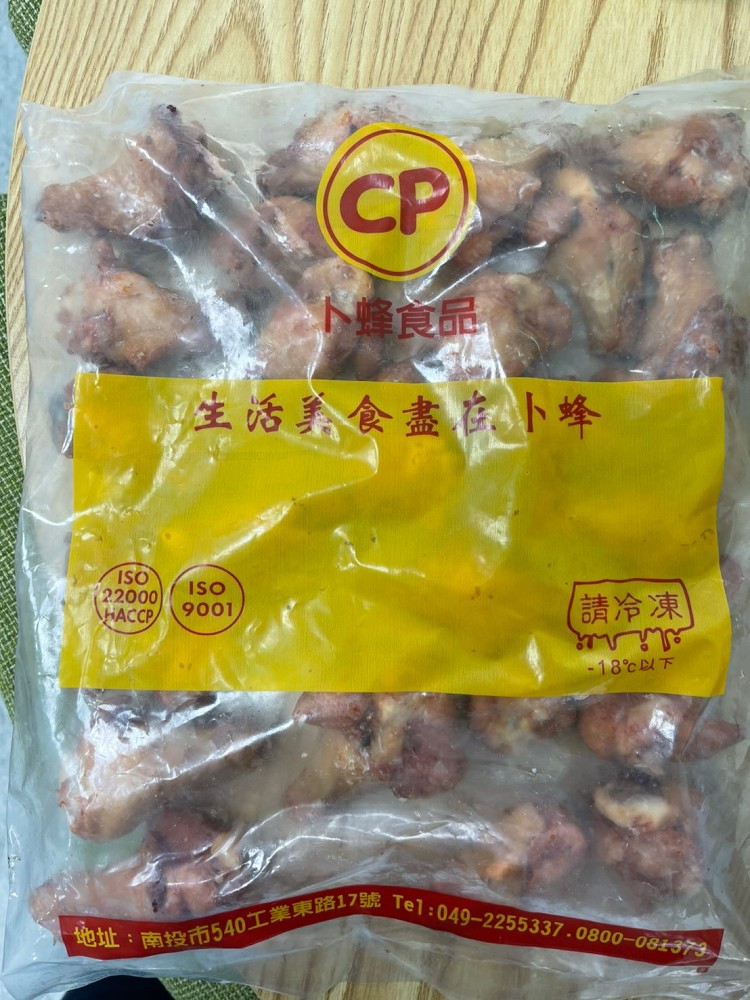 CP
卜蜂食品
生活美食盡在卜蜂
ISO
22000
HACCP
ISO
9001
請冷凍
-18℃以下
地址：南投市540工業東路17號 Tel:049-2255337.0800-081373